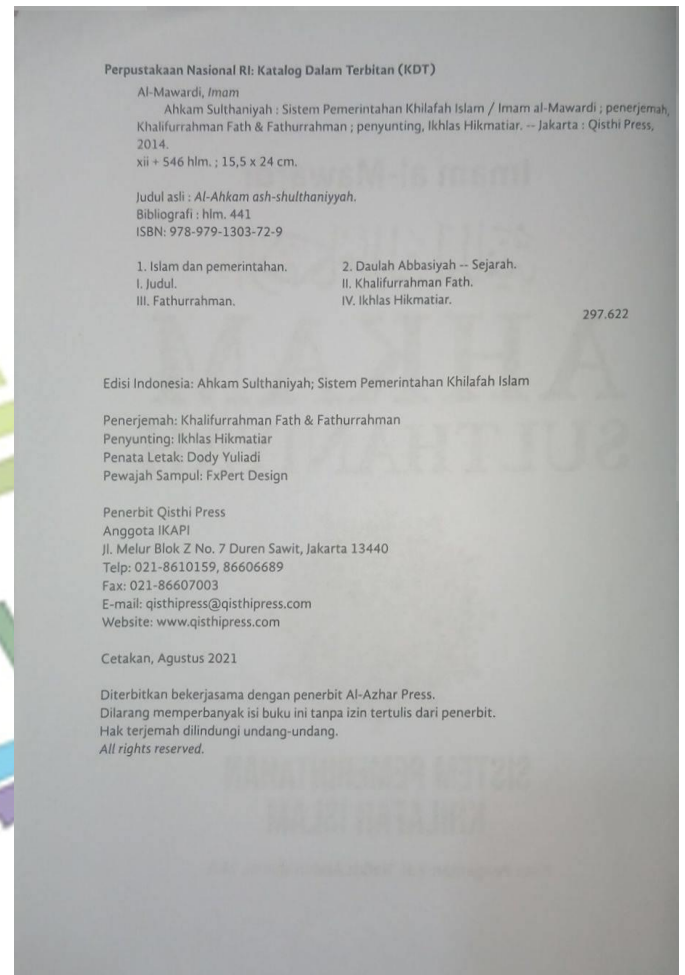 Perpustakaan Nasional RI: Katalog Dalam Terbitan (KDT)
Al-Mawardi, Imam
Ahkam Sulthaniyah : Sistem Pemerintahan Khilafah Islam / Imam al-Mawardi ; penerjemah,
Khalifurrahman Fath & Fathurrahman ; penyunting, Ikhlas Hikmatiar. -- Jakarta : Qisthi Press,
2014.
xii + 546 hlm. ; 15,5 x 24 cm.
Judul asli : Al-Ahkam ash-shulthaniyyah.
Bibliografi : hlm. 441
ISBN: 978-979-1303-72-9
1. Islam dan pemerintahan. 2. Daulah Abbasiyah -- Sejarah.
I. Judul. II. Khalifurrahman Fath.
III. Fathurrahman. IV. Ikhlas Hikmatiar.
297.622
Edisi Indonesia: Ahkam Sulthaniyah; Sistem Pemerintahan Khilafah Islam
Penerjemah: Khalifurrahman Fath & Fathurrahman
Penyunting: Ikhlas Hikmatiar
Penata Letak: Dody Yuliadi
Pewajah Sampul: FxPert Design
Penerbit Qisthi Press
Anggota IKAPI
Jl. Melur Blok Z No. 7 Duren Sawit, Jakarta 13440
Telp: 021-8610159, 86606689
Fax: 021-86607003
E-mail: qisthipress@qisthipress.com
Website: www.qisthipress.com
Cetakan, Agustus 2021
Diterbitkan bekerjasama dengan penerbit Al-Azhar Press.
Dilarang memperbanyak isi buku ini tanpa izin tertulis dari penerbit.
Hak terjemah dilindungi undang-undang.
All rights reserved.